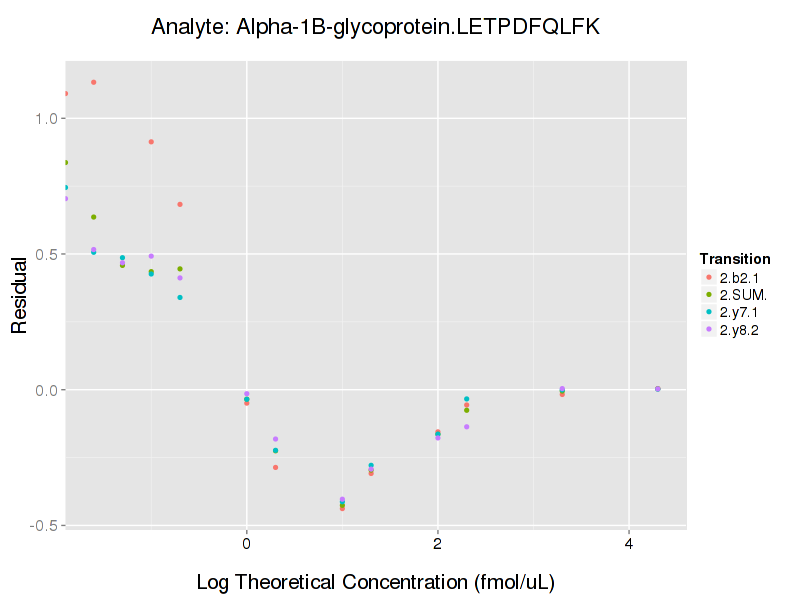 Analyte: Alpha-1B-glycoprotein.LETPDFQLFK
1.0
0.5
0.0
-0.5
Residual
0
2
4
Log Theoretical Concentration (fmol/uL)
Transition
2.b2.1
2.SUM.
2.y7.1
2.y8.2